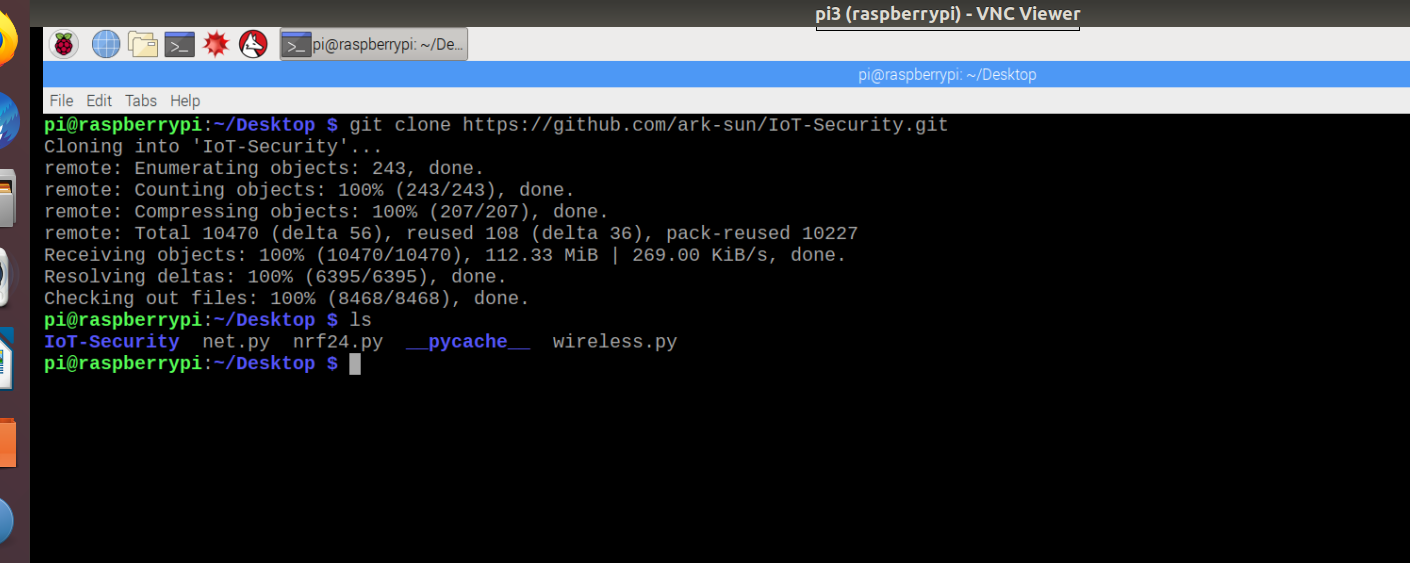 pi3 (raspberrypi) - VNC Viewer
pi@raspberrypi: ~/De...
pi@raspberrypi: ~/Desktop
File Edit Tabs Help
pi@raspberrypi:~/Desktop $ git clone https://github.com/ark-sun/IoT-Security.git
Cloning into 'IoT-Security'...
remote: Enumerating objects: 243, done.
remote: Counting objects: 100% (243/243), done.
remote: Compressing objects: 100% (207/207), done.
remote: Total 10470 (delta 56), reused 108 (delta 36), pack-reused 10227
Receiving objects: 100% (10470/10470), 112.33 MiB | 269.00 KiB/s, done.
Resolving deltas: 100% (6395/6395), done.
Checking out files: 100% (8468/8468), done.
pi@raspberrypi:~/Desktop $ ls
IoT-Security net.py nrf24.py __pycache__ wireless.py
pi@raspberrypi:~/Desktop $